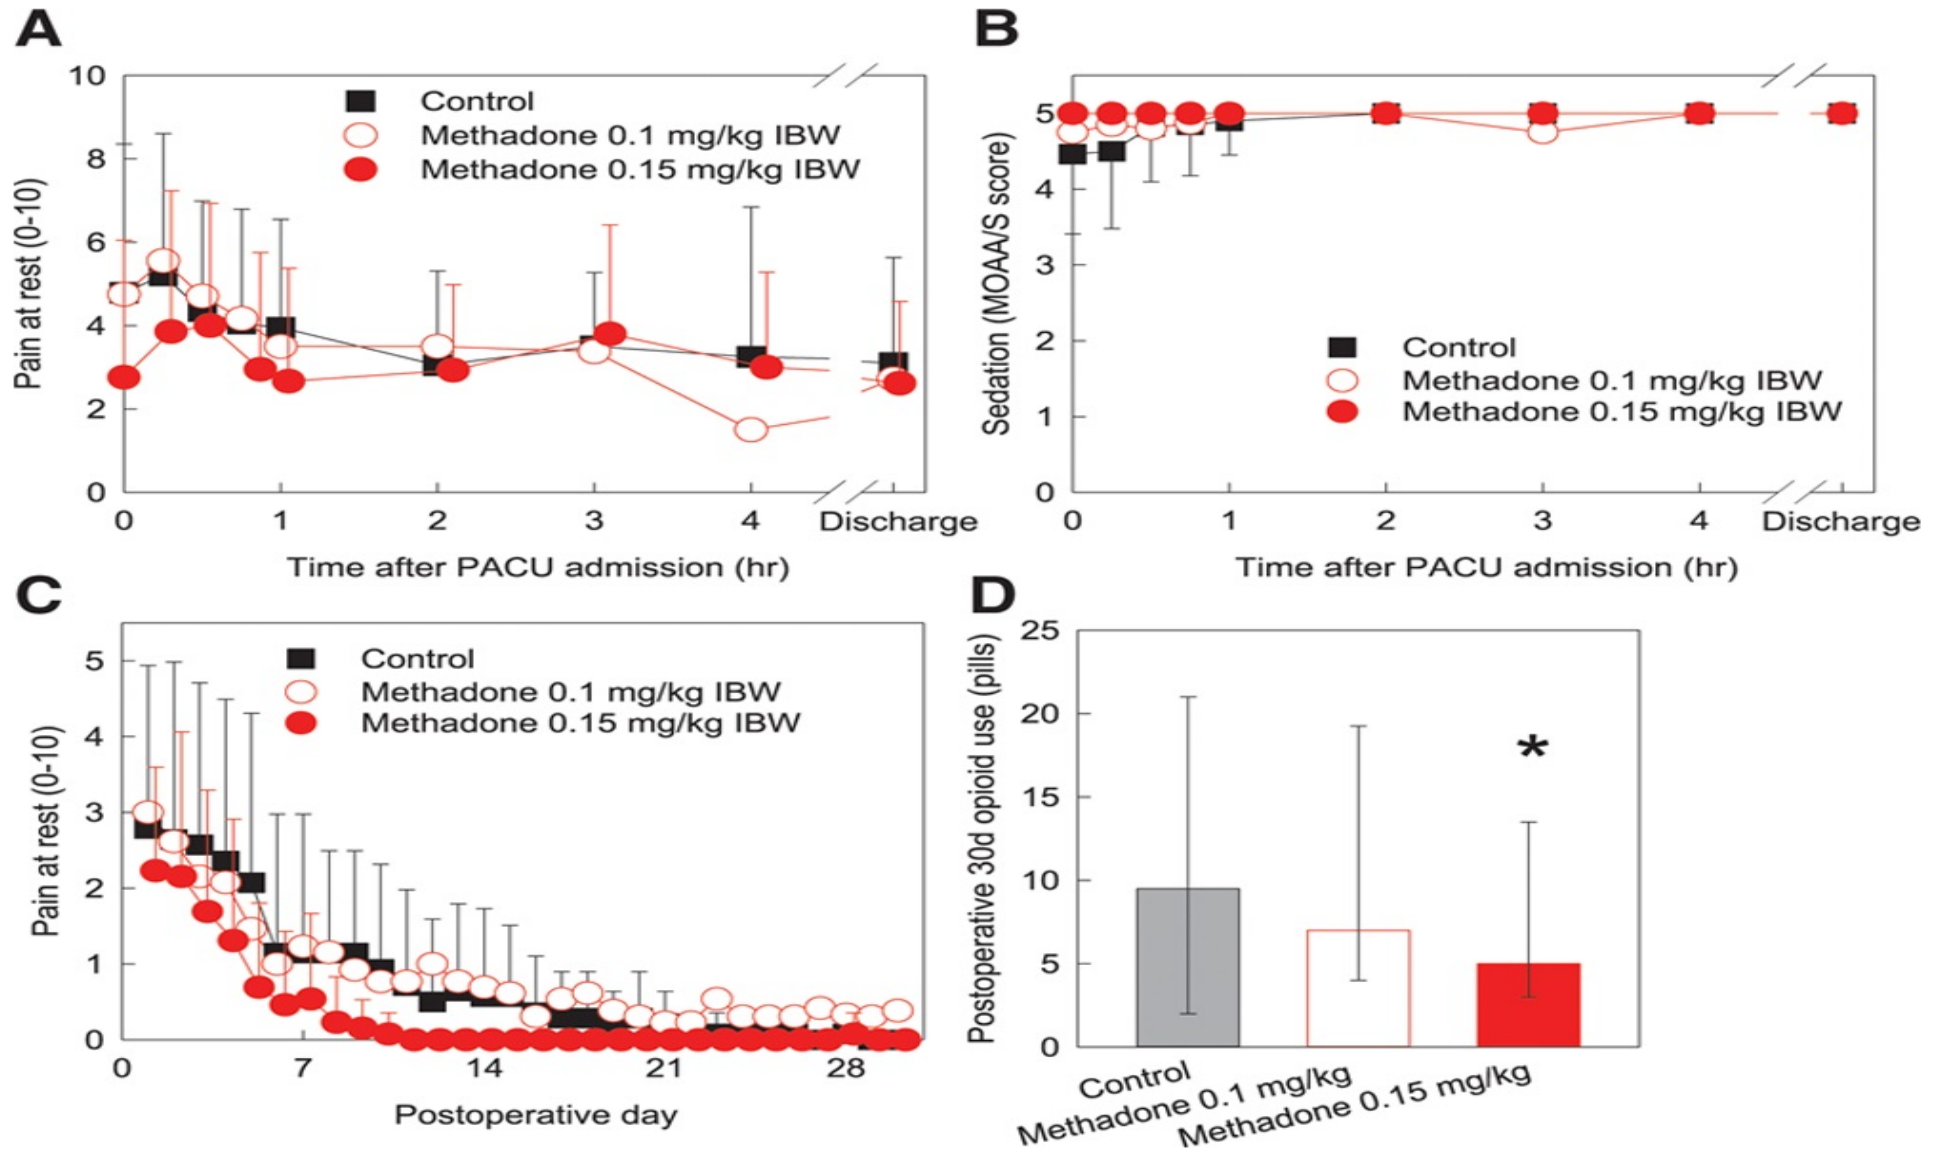 A
Pain at rest (0-10)
10
8
6
4
2
0
Control
Methadone 0.1 mg/kg IBW
Methadone 0.15 mg/kg IBW
0 1 2 3 4 Discharge
Time after PACU admission (hr)
B
Sedation (MOAA/S score)
5
4
3
2
1
0
Control
Methadone 0.1 mg/kg IBW
Methadone 0.15 mg/kg IBW
0 1 2 3 4 Discharge
Time after PACU admission (hr)
C
Pain at rest (0-10)
5
4
3
2
1
0
Control
Methadone 0.1 mg/kg IBW
Methadone 0.15 mg/kg IBW
0 7 14 21 28
Postoperative day
D
Postoperative 30d opioid use (pills)
25
20
15
10
5
0
*
Control
Methadone 0.1 mg/kg
Methadone 0.15 mg/kg